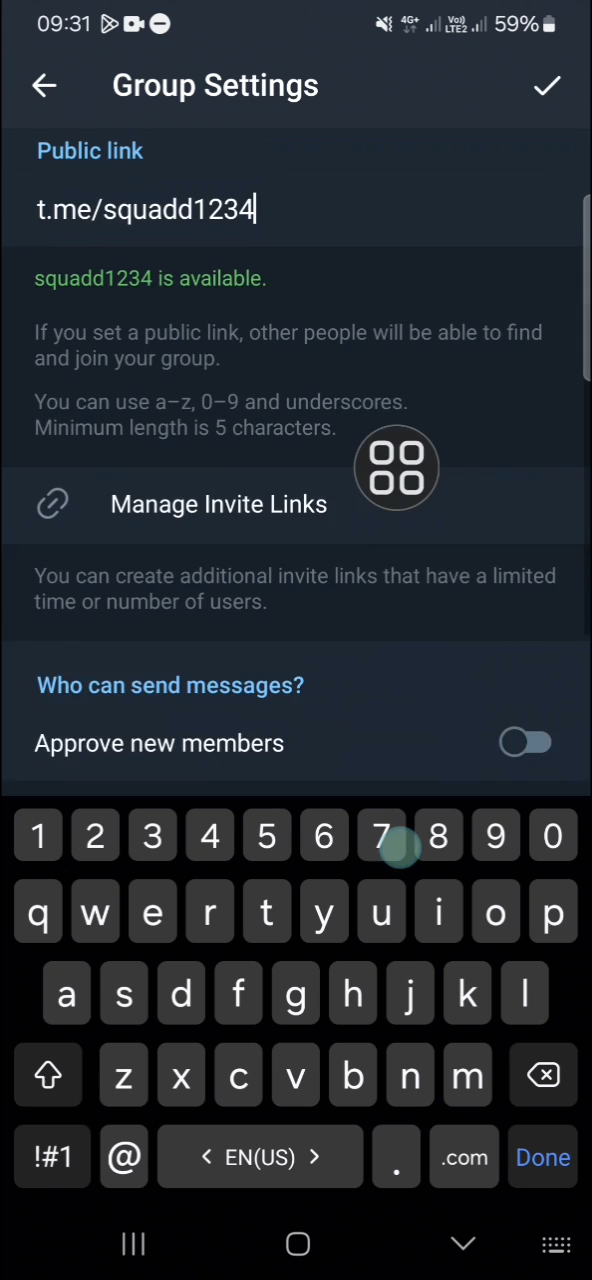 09:31 4G+ Vo)) LTE2 59%
Group Settings
Public link
t.me/squadd1234
squadd1234 is available.
If you set a public link, other people will be able to find
and join your group.
You can use a–z, 0–9 and underscores.
Minimum length is 5 characters.
Manage Invite Links
You can create additional invite links that have a limited
time or number of users.
Who can send messages?
Approve new members
1 2 3 4 5 6 7 8 9 0
q w e r t y u i o p
a s d f g h j k l
z x c v b n m
!#1 @ < EN(US) > . .com Done